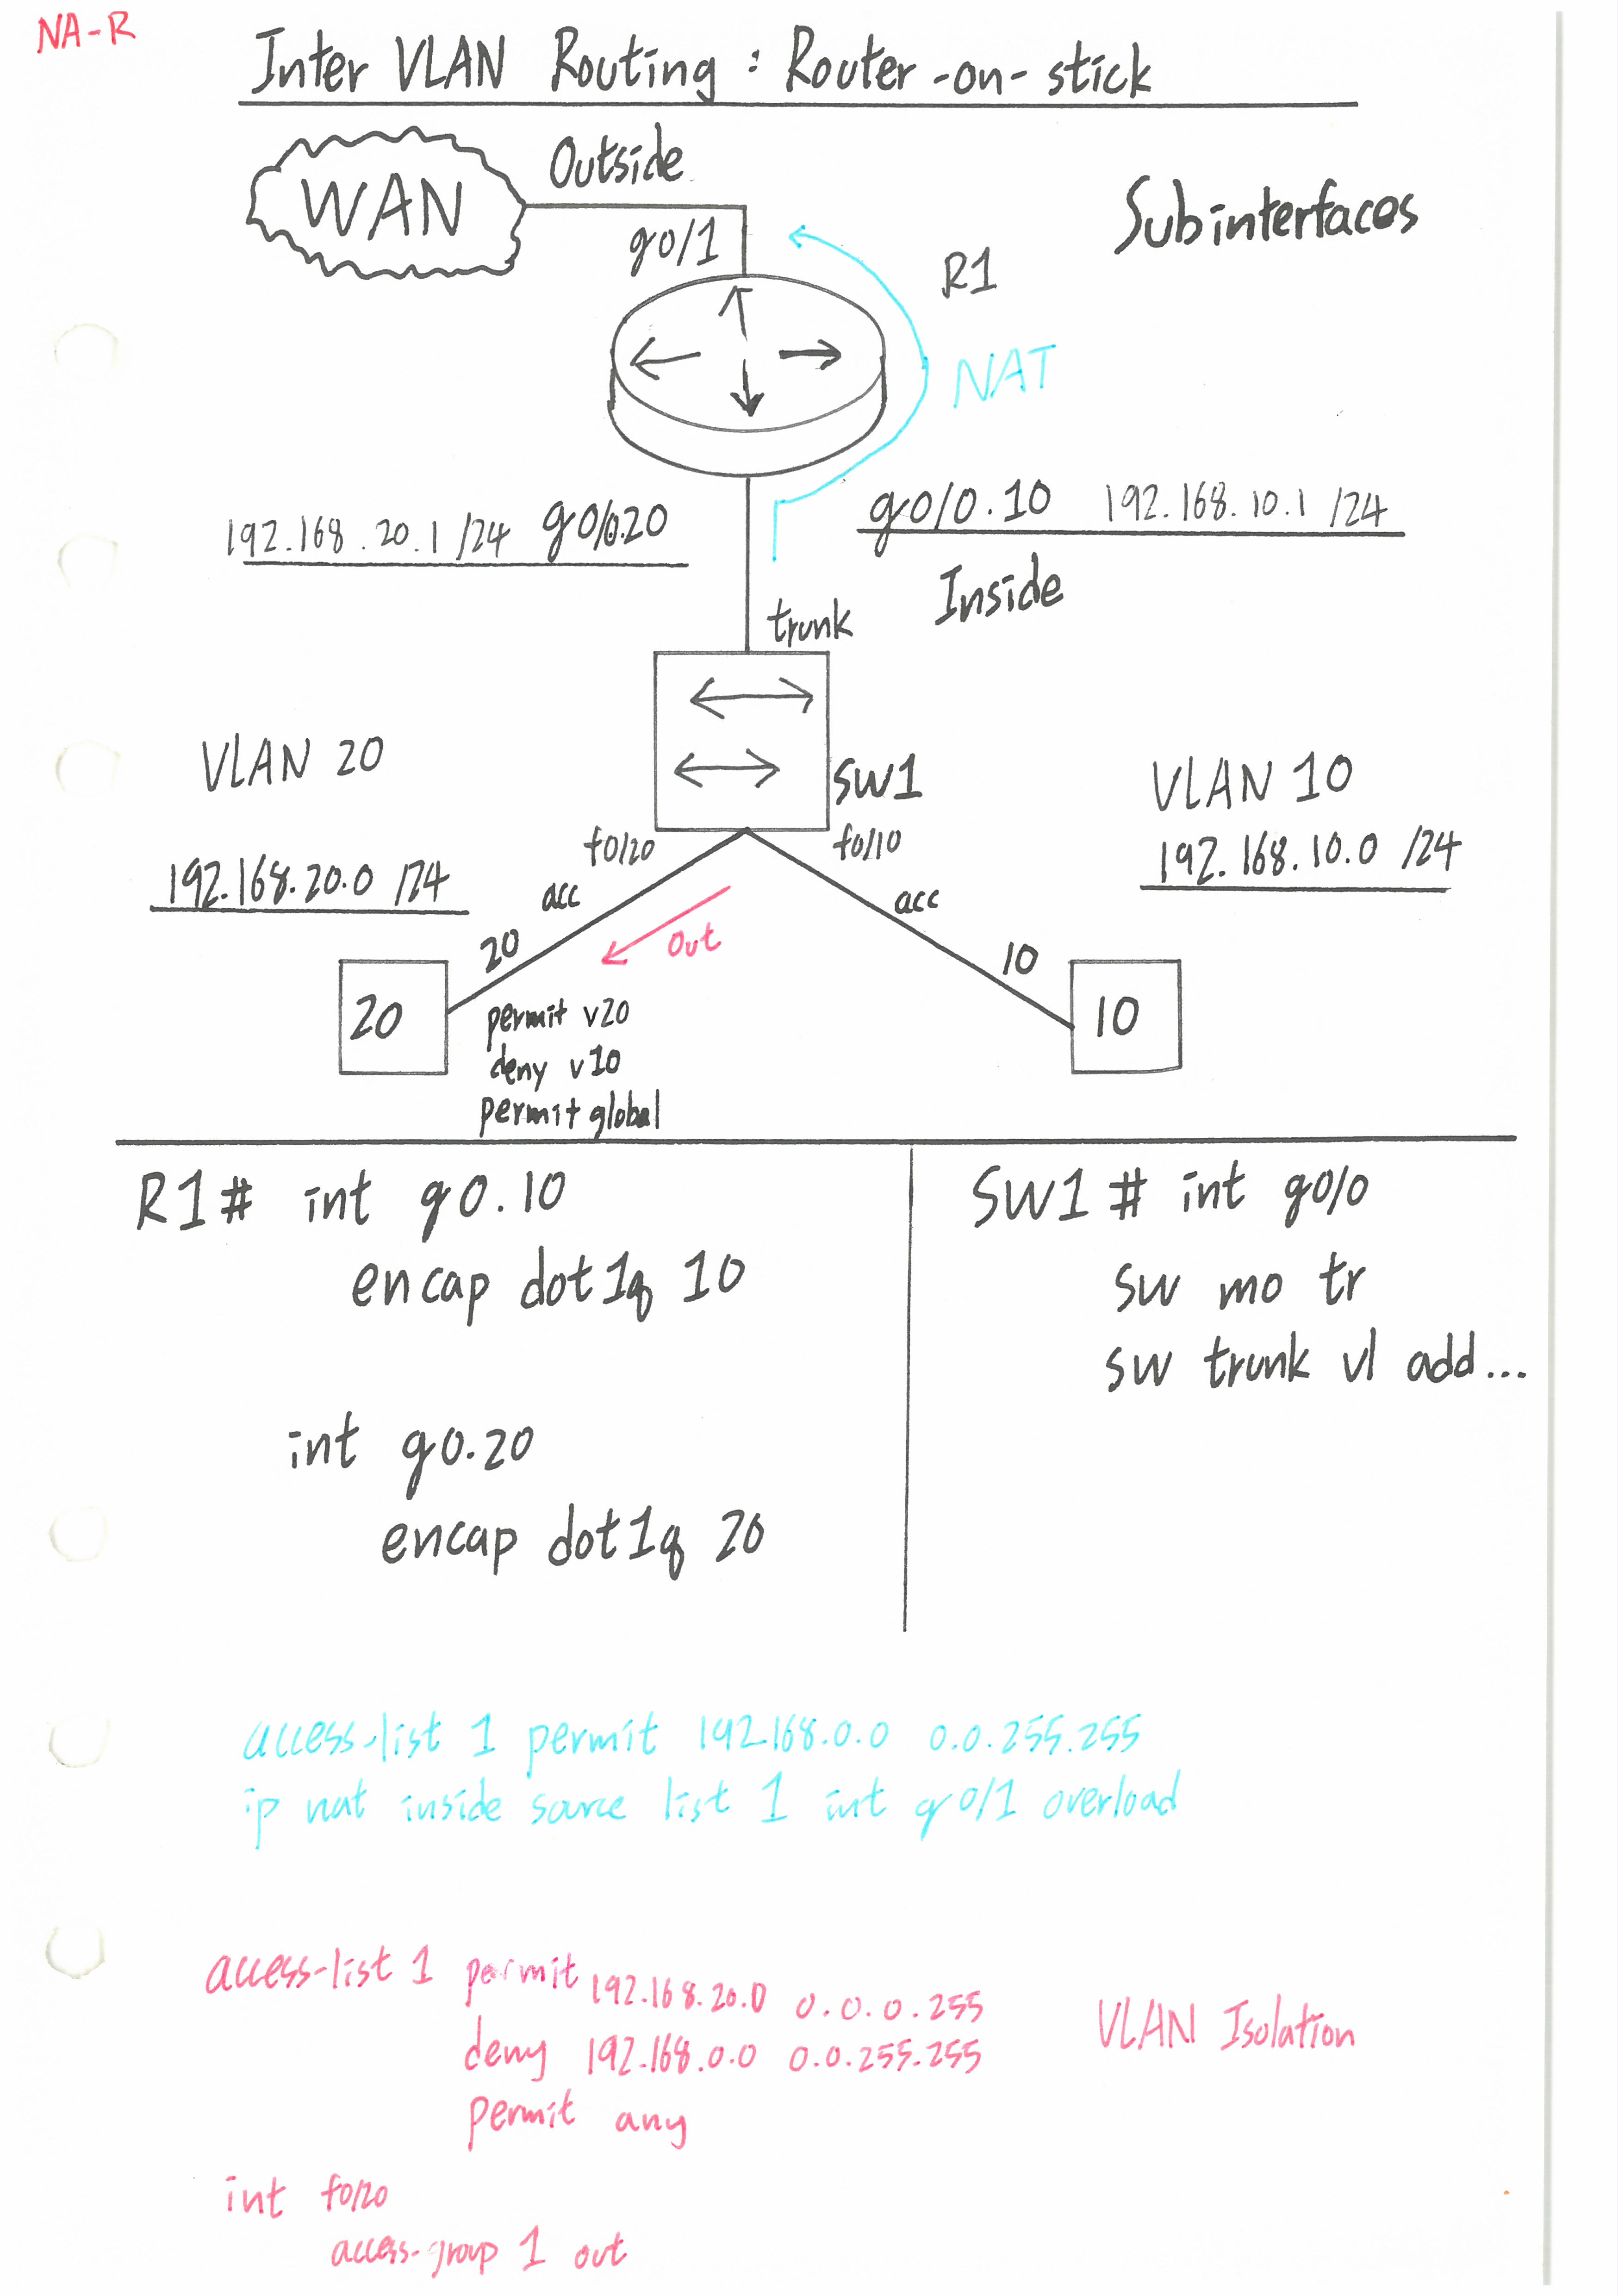 NA-R
Inter VLAN Routing : Router-on-stick
WAN
Outside
g0/1
Subinterfaces
R1
NAT
192.168.20.1 /24 g0/0.20
g0/0.10 192.168.10.1 /24
Inside
trunk
VLAN 20
SW1
VLAN 10
f0/20
f0/10
192.168.20.0 /24
192.168.10.0 /24
acc
acc
out
20
10
20
10
permit v20
deny v10
permit global
R1# int g0.10
encap dot1q 10
int g0.20
encap dot1q 20
SW1 # int g0/0
sw mo tr
sw trunk vl add...
access-list 1 permit 192.168.0.0 0.0.255.255
ip nat inside source list 1 int g0/1 overload
access-list 1 permit 192.168.20.0 0.0.0.255
deny 192.168.0.0 0.0.255.255
permit any
VLAN Isolation
int f0/20
access-group 1 out